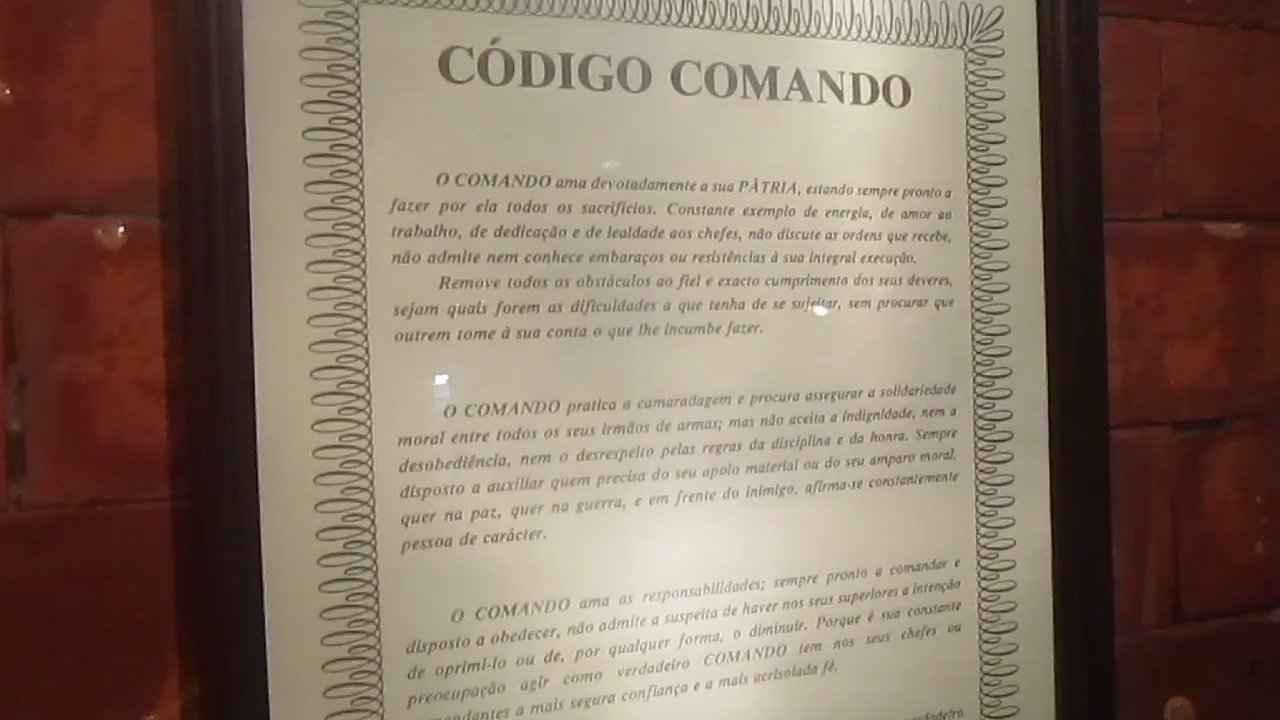 CÓDIGO COMANDO
O COMANDO ama devotadamente a sua PÀTRIA, estando sempre pronto a
fazer por ela todos os sacrifícios. Constante exemplo de energia, de amor ao
trabalho, de dedicação e de lealdade aos chefes, não discute as ordens que recebe,
não admite nem conhece embaraços ou resistências à sua integral execução.
Remove todos os obstáculos ao fiel e exacto cumprimento dos seus deveres,
sejam quais forem as dificuldades a que tenha de se sujeitar, sem procurar que
outrem tome à sua conta o que lhe incumbe fazer.
O COMANDO pratica a camaradagem e procura assegurar a solidariedade
moral entre todos os seus irmãos de armas; mas não aceita a indignidade, nem a
desobediência, nem o desrespeito pelas regras da disciplina e da honra. Sempre
disposto a auxiliar quem precisa do seu apoio material ou do seu amparo moral,
quer na paz, quer na guerra, e em frente do inimigo, afirma-se constantemente
pessoa de carácter.
O COMANDO ama as responsabilidades; sempre pronto a comandar e
disposto a obedecer, não admite a suspeita de haver nos seus superiores a intenção
de oprimi-lo ou de, por qualquer forma, o diminuir. Porque é sua constante
preocupação agir como verdadeiro COMANDO tem nos seus chefes ou
a mais segura confiança e a mais acrisolada fé.